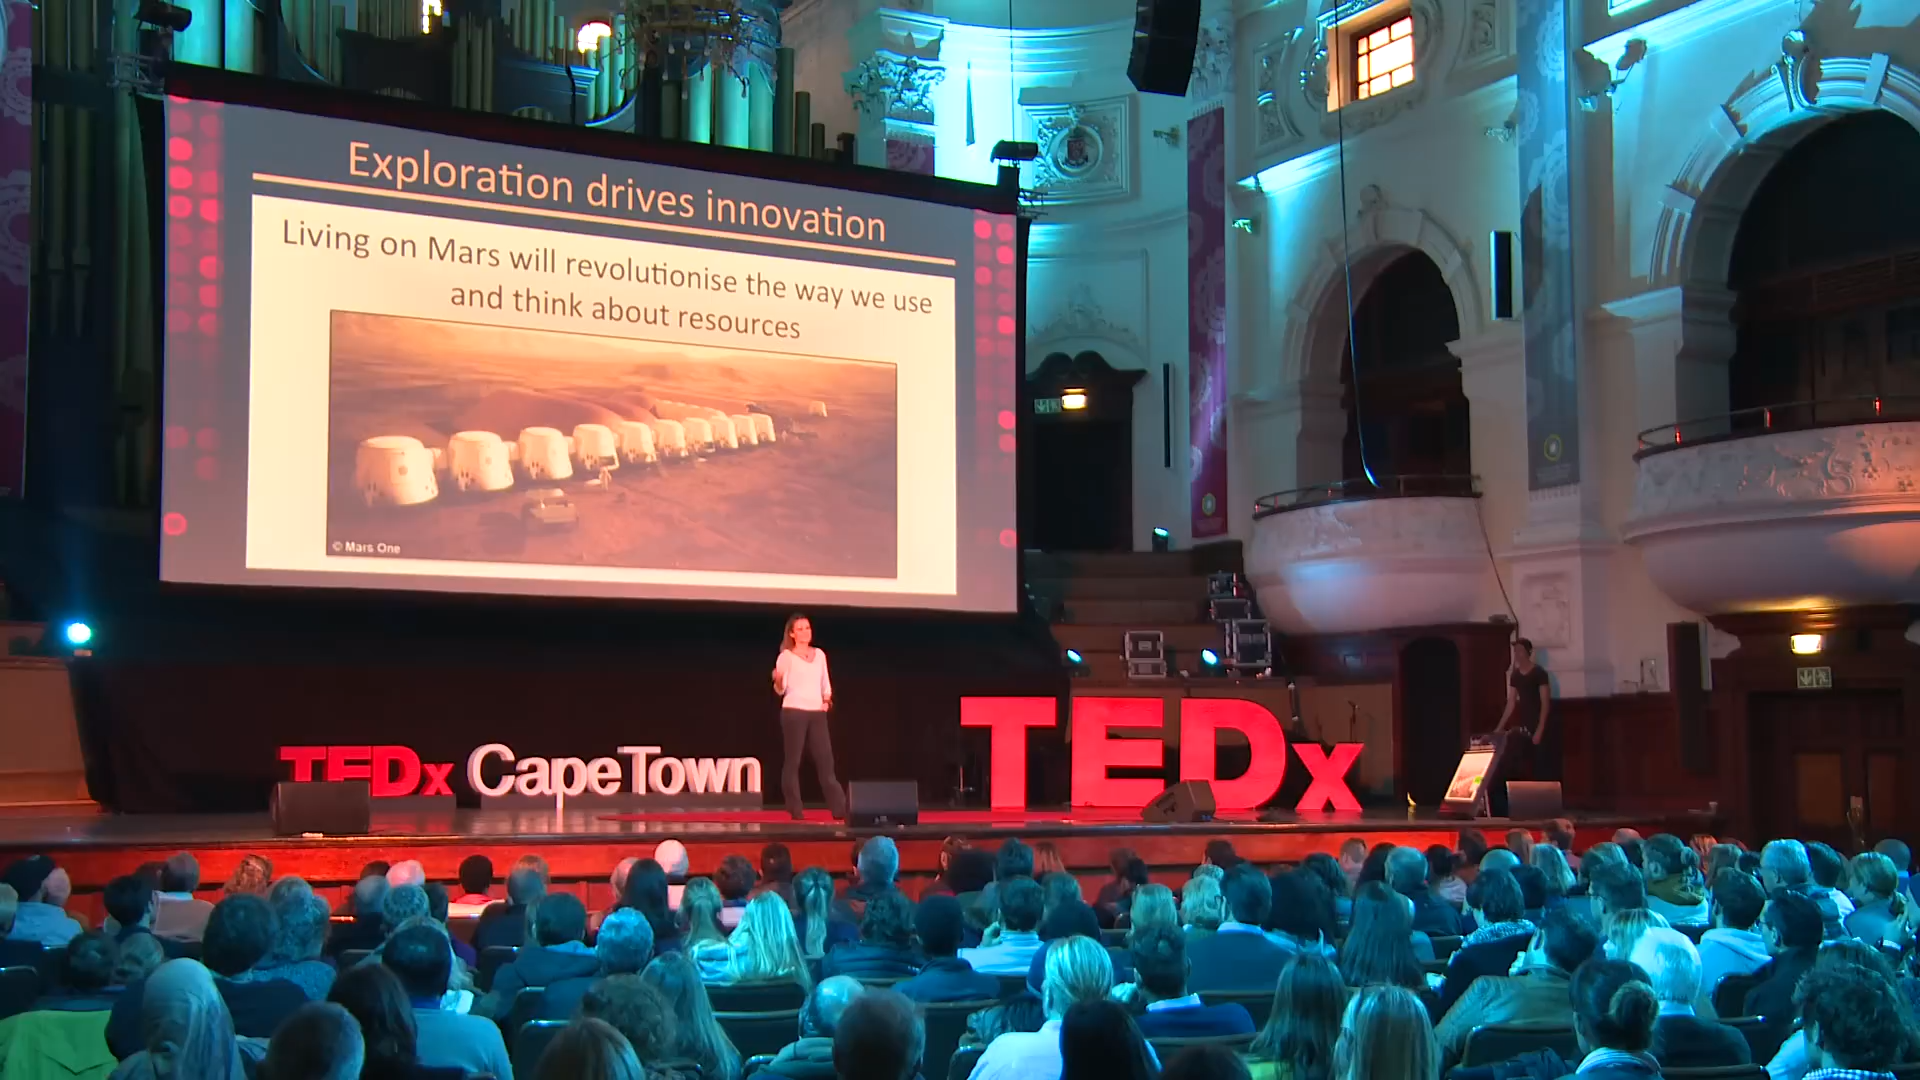 Exploration drives innovation
Living on Mars will revolutionise the way we use
and think about resources
© Mars One
TEDx CapeTown
TEDx